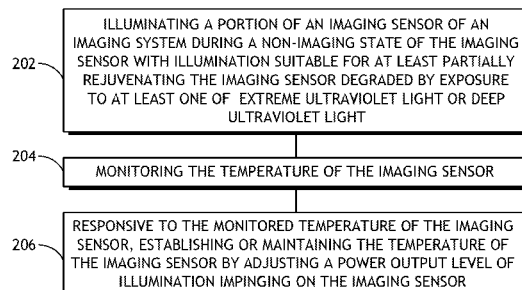 ILLUMINATING A PORTION OF AN IMAGING SENSOR OF AN
IMAGING SYSTEM DURING A NON-IMAGING STATE OF THE IMAGING
SENSOR WITH ILLUMINATION SUITABLE FOR AT LEAST PARTIALLY
REJUVENATING THE IMAGING SENSOR DEGRADED BY EXPOSURE
TO AT LEAST ONE OF EXTREME ULTRAVIOLET LIGHT OR DEEP
ULTRAVIOLET LIGHT
202
204
MONITORING THE TEMPERATURE OF THE IMAGING SENSOR
206
RESPONSIVE TO THE MONITORED TEMPERATURE OF THE IMAGING
SENSOR, ESTABLISHING OR MAINTAINING THE TEMPERATURE OF
THE IMAGING SENSOR BY ADJUSTING A POWER OUTPUT LEVEL OF
ILLUMINATION IMPINGING ON THE IMAGING SENSOR